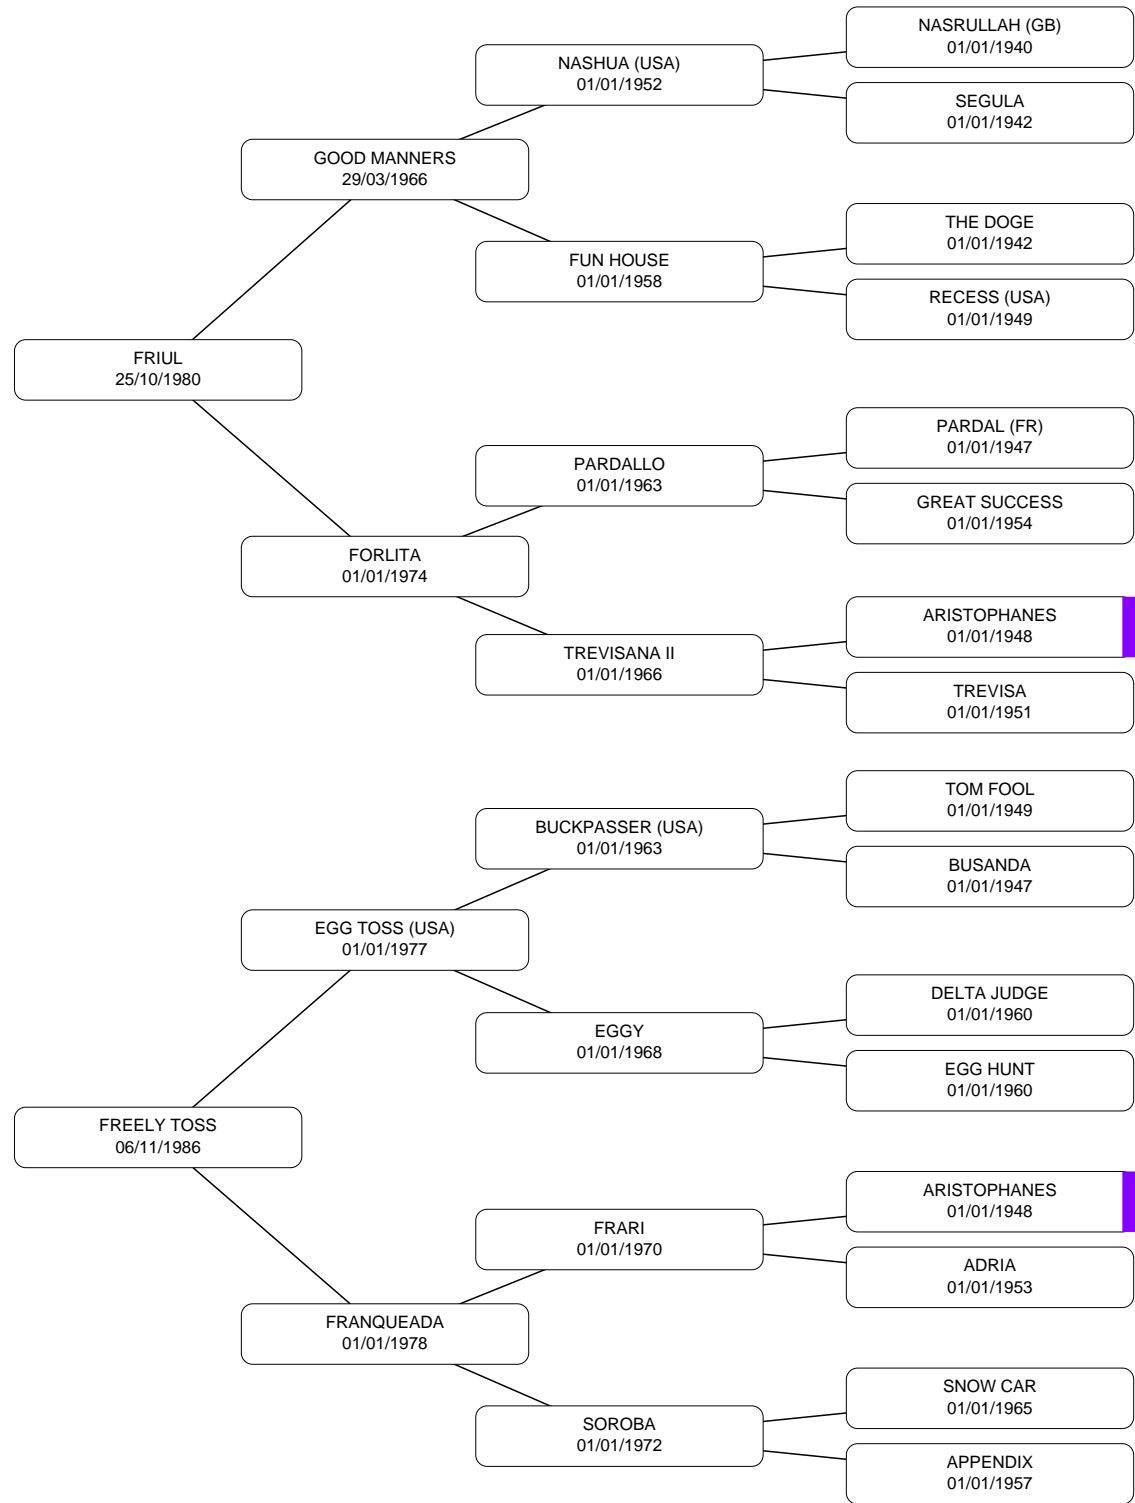 NASRULLAH (GB)
01/01/1940
NASHUA (USA)
01/01/1952
SEGULA
01/01/1942
GOOD MANNERS
29/03/1966
THE DOGE
01/01/1942
FUN HOUSE
01/01/1958
RECESS (USA)
01/01/1949
FRIUL
25/10/1980
PARDAL (FR)
01/01/1947
PARDALLO
01/01/1963
GREAT SUCCESS
01/01/1954
FORLITA
01/01/1974
ARISTOPHANES
01/01/1948
TREVISANA II
01/01/1966
TREVISA
01/01/1951
TOM FOOL
01/01/1949
BUCKPASSER (USA)
01/01/1963
BUSANDA
01/01/1947
EGG TOSS (USA)
01/01/1977
DELTA JUDGE
01/01/1960
EGGY
01/01/1968
EGG HUNT
01/01/1960
FREELY TOSS
06/11/1986
ARISTOPHANES
01/01/1948
FRARI
01/01/1970
ADRIA
01/01/1953
FRANQUEADA
01/01/1978
SNOW CAR
01/01/1965
SOROBA
01/01/1972
APPENDIX
01/01/1957